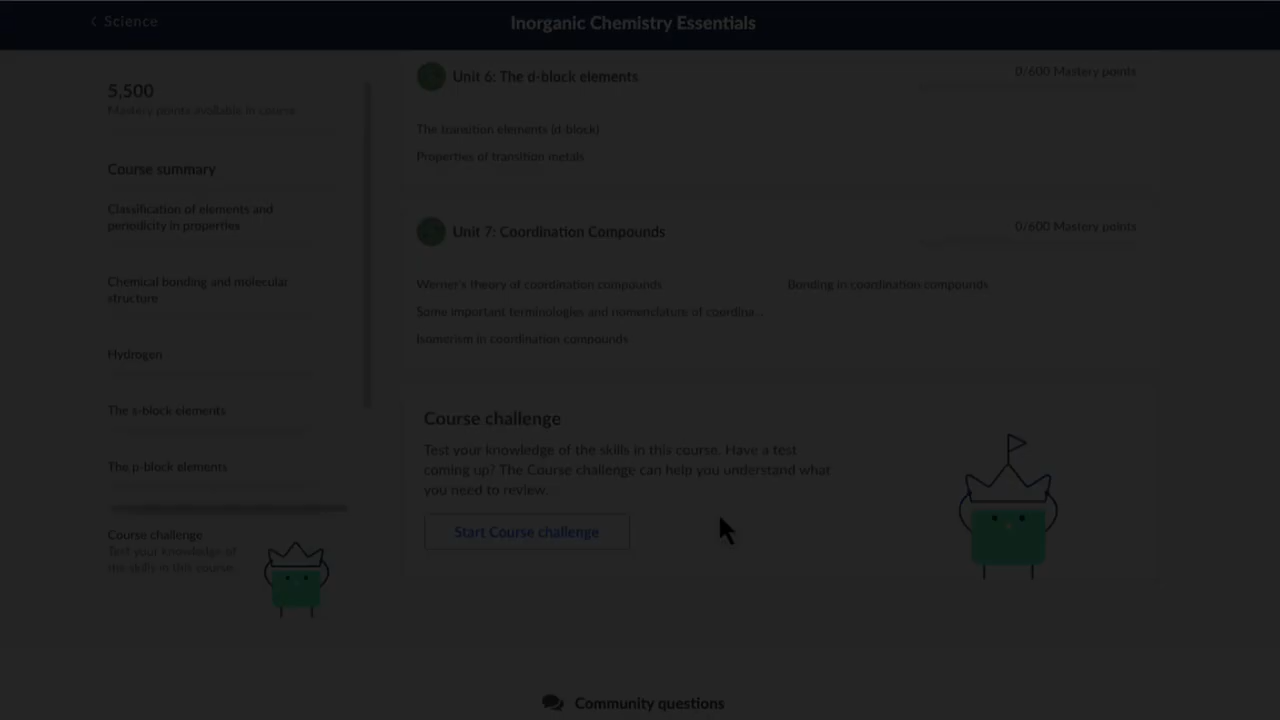 Science
Inorganic Chemistry Essentials
5,500
Mastery points available in course
Course summary
Classification of elements and
periodicity in properties
Chemical bonding and molecular
structure
Hydrogen
The s-block elements
The p-block elements
Course challenge
Test your knowledge of
the skills in this course.
Unit 6: The d-block elements
0/600 Mastery points
The transition elements (d-block)
Properties of transition metals
Unit 7: Coordination Compounds
0/600 Mastery points
Werner's theory of coordination compounds
Bonding in coordination compounds
Some important terminologies and nomenclature of coordina...
Isomerism in coordination compounds
Course challenge
Test your knowledge of the skills in this course. Have a test
coming up? The Course challenge can help you understand what
you need to review.
Start Course challenge
Community questions